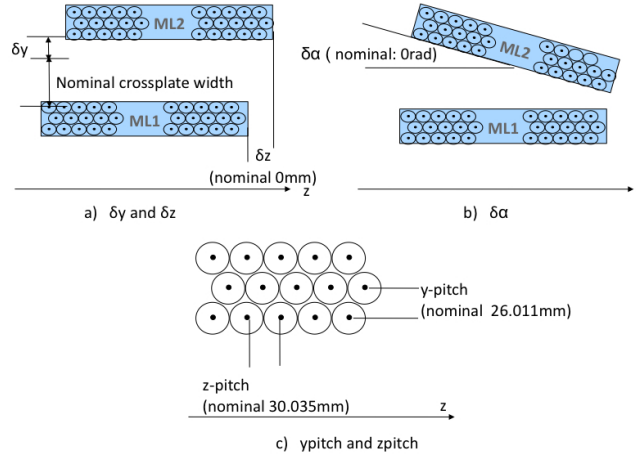 ML2
δy
Nominal crossplate width
ML1
δz
(nominal 0mm)
z
a) δy and δz
ML2
δα ( nominal: 0rad)
ML1
b) δα
y-pitch
(nominal 26.011mm)
z-pitch
(nominal 30.035mm)
z
c) ypitch and zpitch